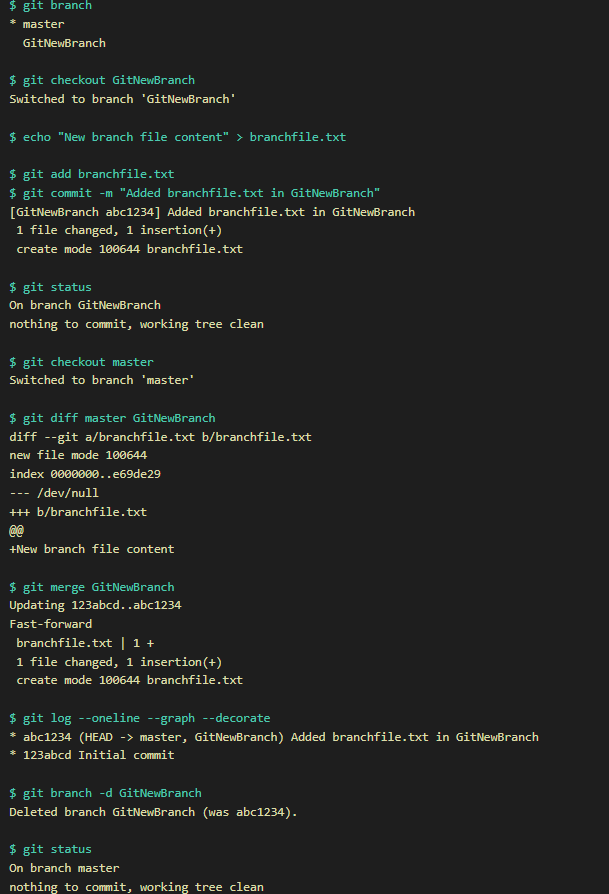 $ git branch
* master
  GitNewBranch

$ git checkout GitNewBranch
Switched to branch 'GitNewBranch'

$ echo "New branch file content" > branchfile.txt

$ git add branchfile.txt
$ git commit -m "Added branchfile.txt in GitNewBranch"
[GitNewBranch abc1234] Added branchfile.txt in GitNewBranch
 1 file changed, 1 insertion(+)
 create mode 100644 branchfile.txt

$ git status
On branch GitNewBranch
nothing to commit, working tree clean

$ git checkout master
Switched to branch 'master'

$ git diff master GitNewBranch
diff --git a/branchfile.txt b/branchfile.txt
new file mode 100644
index 0000000..e69de29
--- /dev/null
+++ b/branchfile.txt
@@
+New branch file content

$ git merge GitNewBranch
Updating 123abcd..abc1234
Fast-forward
 branchfile.txt | 1 +
 1 file changed, 1 insertion(+)
 create mode 100644 branchfile.txt

$ git log --oneline --graph --decorate
* abc1234 (HEAD -> master, GitNewBranch) Added branchfile.txt in GitNewBranch
* 123abcd Initial commit

$ git branch -d GitNewBranch
Deleted branch GitNewBranch (was abc1234).

$ git status
On branch master
nothing to commit, working tree clean